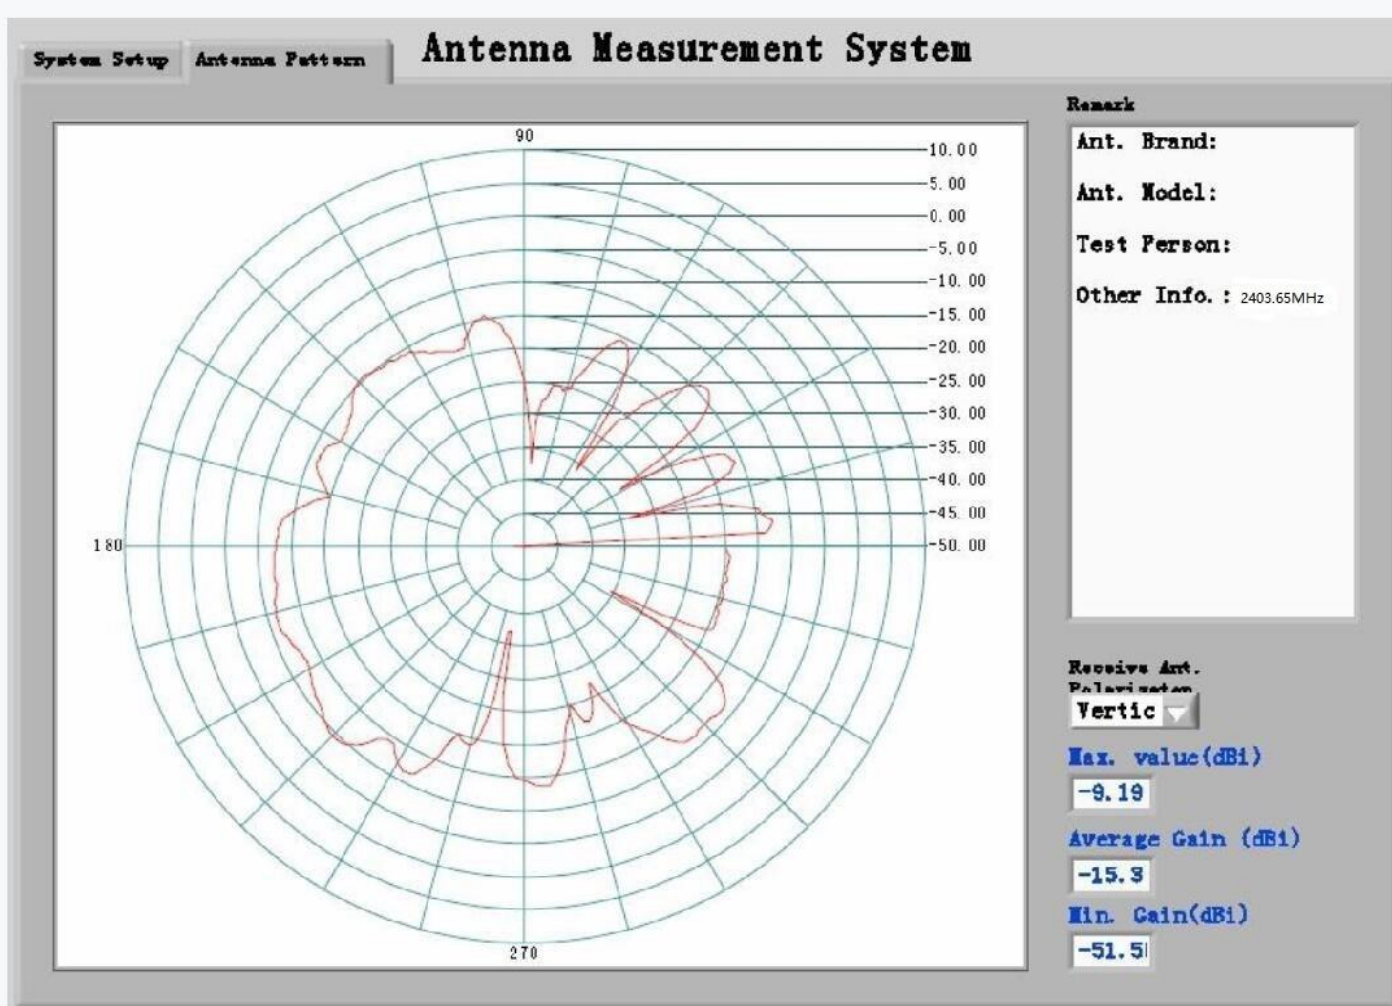 Antenna Measurement System
System Setup
Antenna Pattern
Remark
Ant. Brand:
Ant. Model:
Test Person:
Other Info.: 2403.65MHz
90
10.00
5.00
0.00
-5.00
-10.00
-15.00
-20.00
-25.00
-30.00
-35.00
-40.00
-45.00
-50.00
180
270
Receive Ant.
Polarizaton
Vertic
Max. value(dBi)
-9.19
Average Gain (dBi)
-15.3
Min. Gain(dBi)
-51.5